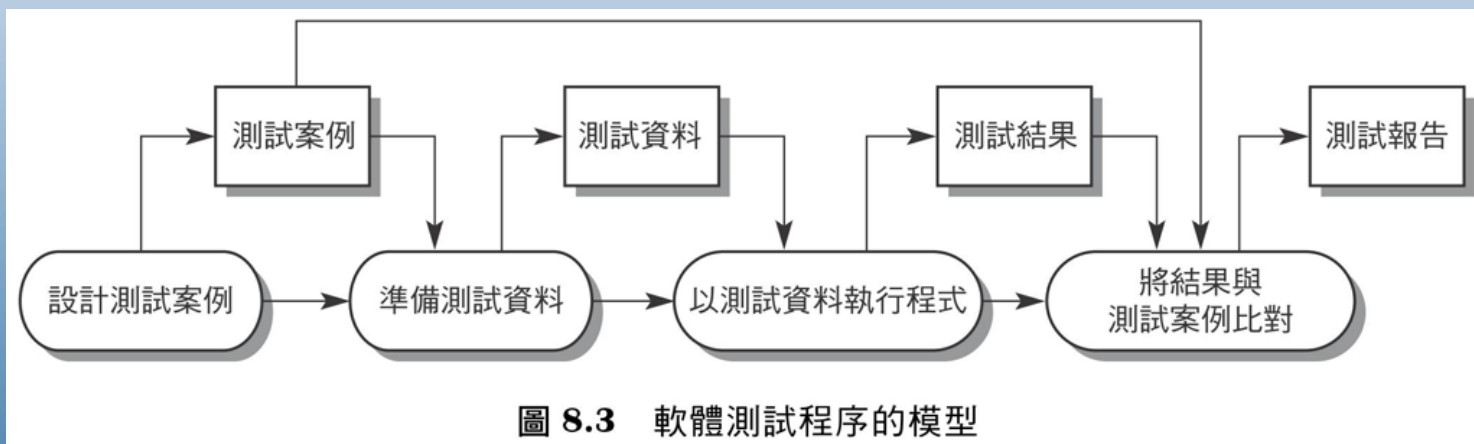 測試案例
測試資料
測試結果
測試報告
設計測試案例
準備測試資料
以測試資料執行程式
將結果與
測試案例比對
圖 8.3 軟體測試程序的模型